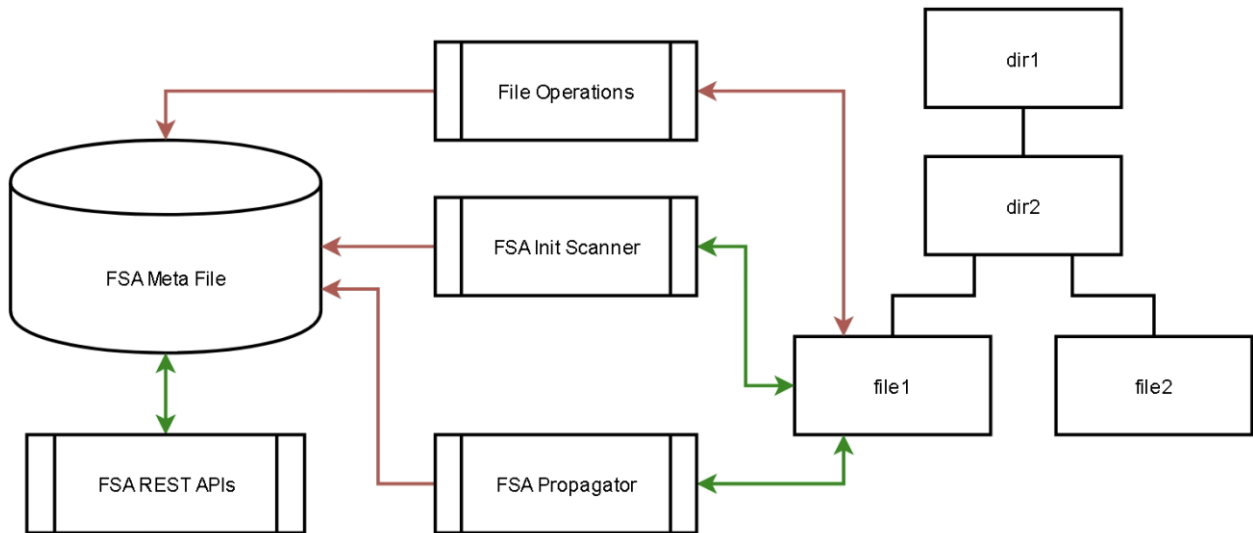 dir1
File Operations
dir2
FSA Init Scanner
FSA Meta File
file1
file2
FSA REST APIs
FSA Propagator